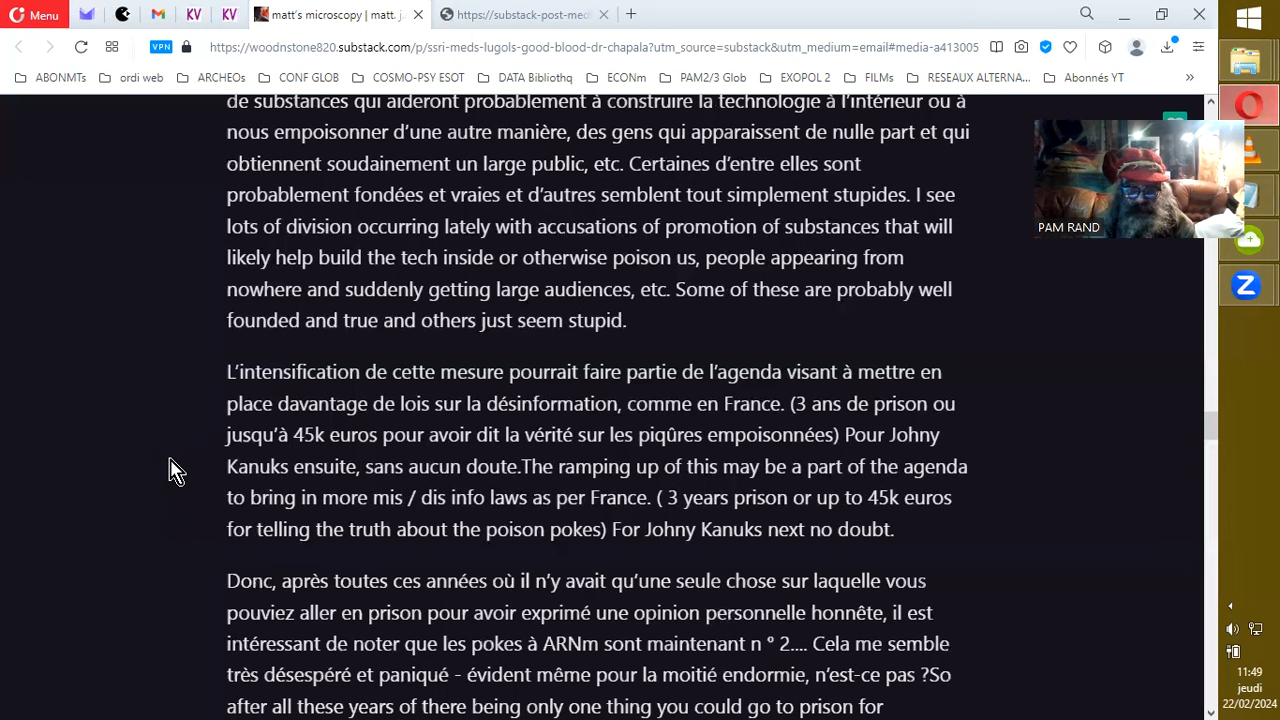 Menu
KV
KV
matt's microscopy | matt. j
https://substack-post-med
VPN
https://woodnstone820.substack.com/p/ssri-meds-lugols-good-blood-dr-chapala?utm_source=substack&utm_medium=email#media-a413005
ABONMTs
ordi web
ARCHEOs
CONF GLOB
COSMO-PSY ESOT
DATA Biblithq
ECONm
PAM2/3 Glob
EXOPOL 2
FILMs
RESEAUX,ALTERNA...
Abonnés YT
»
de substances qui aideront probablement à construire la technologie à l'intérieur ou à
nous empoisonner d'une autre manière, des gens qui apparaissent de nulle part et qui
obtiennent soudainement un large public, etc. Certaines d'entre elles sont
probablement fondées et vraies et d'autres semblent tout simplement stupides. I see
lots of division occurring lately with accusations of promotion of substances that will
likely help build the tech inside or otherwise poison us, people appearing from
nowhere and suddenly getting large audiences, etc. Some of these are probably well
founded and true and others just seem stupid.
PAM RAND
L'intensification de cette mesure pourrait faire partie de l'agenda visant à mettre en
place davantage de lois sur la désinformation, comme en France. (3 ans de prison ou
jusqu'à 45k euros pour avoir dit la vérité sur les piqûres empoisonnées) Pour Johny
Kanuks ensuite, sans aucun doute.The ramping up of this may be a part of the agenda
to bring in more mis / dis info laws as per France. ( 3 years prison or up to 45k euros
for telling the truth about the poison pokes) For Johny Kanuks next no doubt.
Donc, après toutes ces années où il n'y avait qu'une seule chose sur laquelle vous
pouviez aller en prison pour avoir exprimé une opinion personnelle honnête, il est
intéressant de noter que les pokes à ARNm sont maintenant n ° 2.... Cela me semble
très désespéré et paniqué - évident même pour la moitié endormie, n'est-ce pas ?So
after all these years of there being only one thing you could go to prison for
11:49
jeudi
22/02/2024